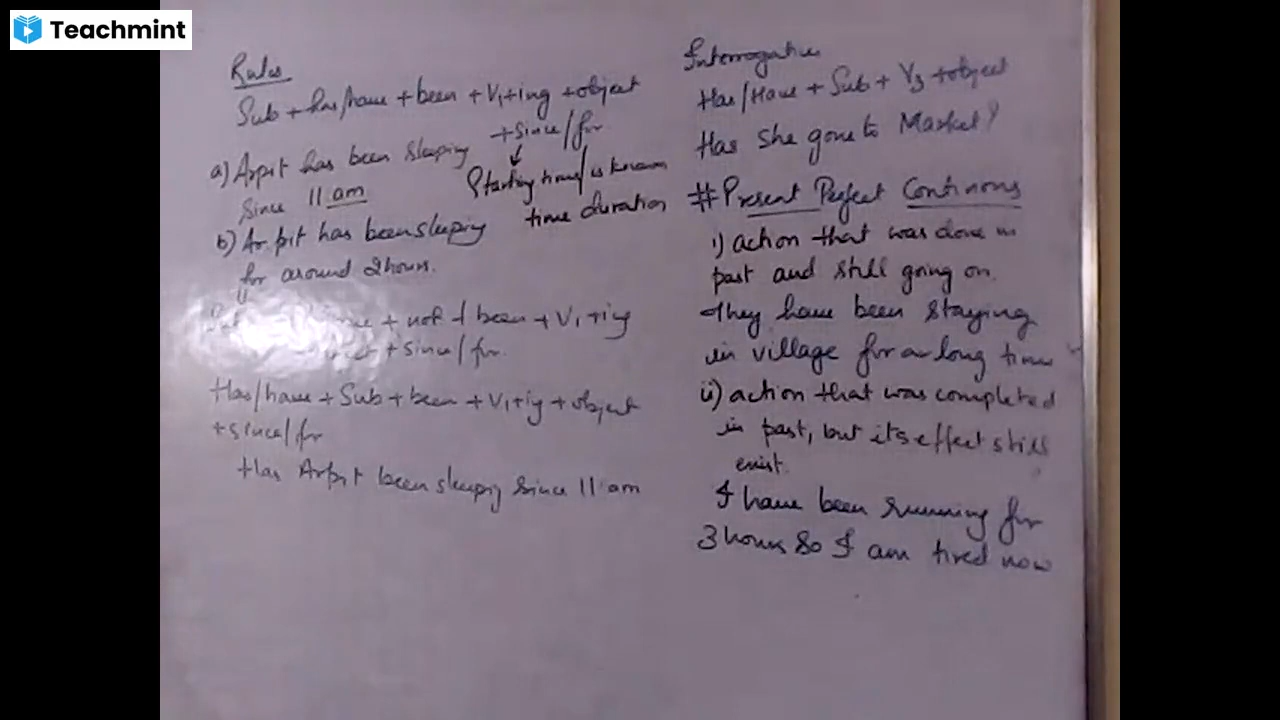 Teachmint
Rules
Sub + has/have + been + V1+ing + object
+ since/for
Starting time/is known
time duration
a) Arpit has been sleeping
since 11 am
b) Arpit has been sleeping
for around 2 hours.
+ not + been + V1+ing
+ since/for
Has/have + Sub + been + V1+ing + object
+ since/for
Has Arpit been sleeping since 11 am
Interrogative
Has/Have + Sub + V3 + object
Has she gone to Market?
# Present Perfect Continous
i) action that was done in
past and still going on.
They have been staying
in village for a long time
ii) action that was completed
in past, but its effect still
exist.
I have been running for
3 hours So I am tired now